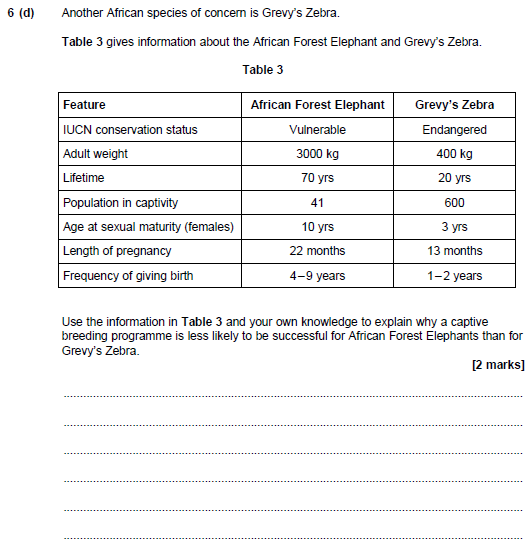 6 (d) Another African species of concern is Grevy's Zebra.
Table 3 gives information about the African Forest Elephant and Grevy's Zebra.
Table 3
Feature African Forest Elephant Grevy's Zebra
IUCN conservation status Vulnerable Endangered
Adult weight 3000 kg 400 kg
Lifetime 70 yrs 20 yrs
Population in captivity 41 600
Age at sexual maturity (females) 10 yrs 3 yrs
Length of pregnancy 22 months 13 months
Frequency of giving birth 4–9 years 1–2 years
Use the information in Table 3 and your own knowledge to explain why a captive
breeding programme is less likely to be successful for African Forest Elephants than for
Grevy's Zebra.
[2 marks]